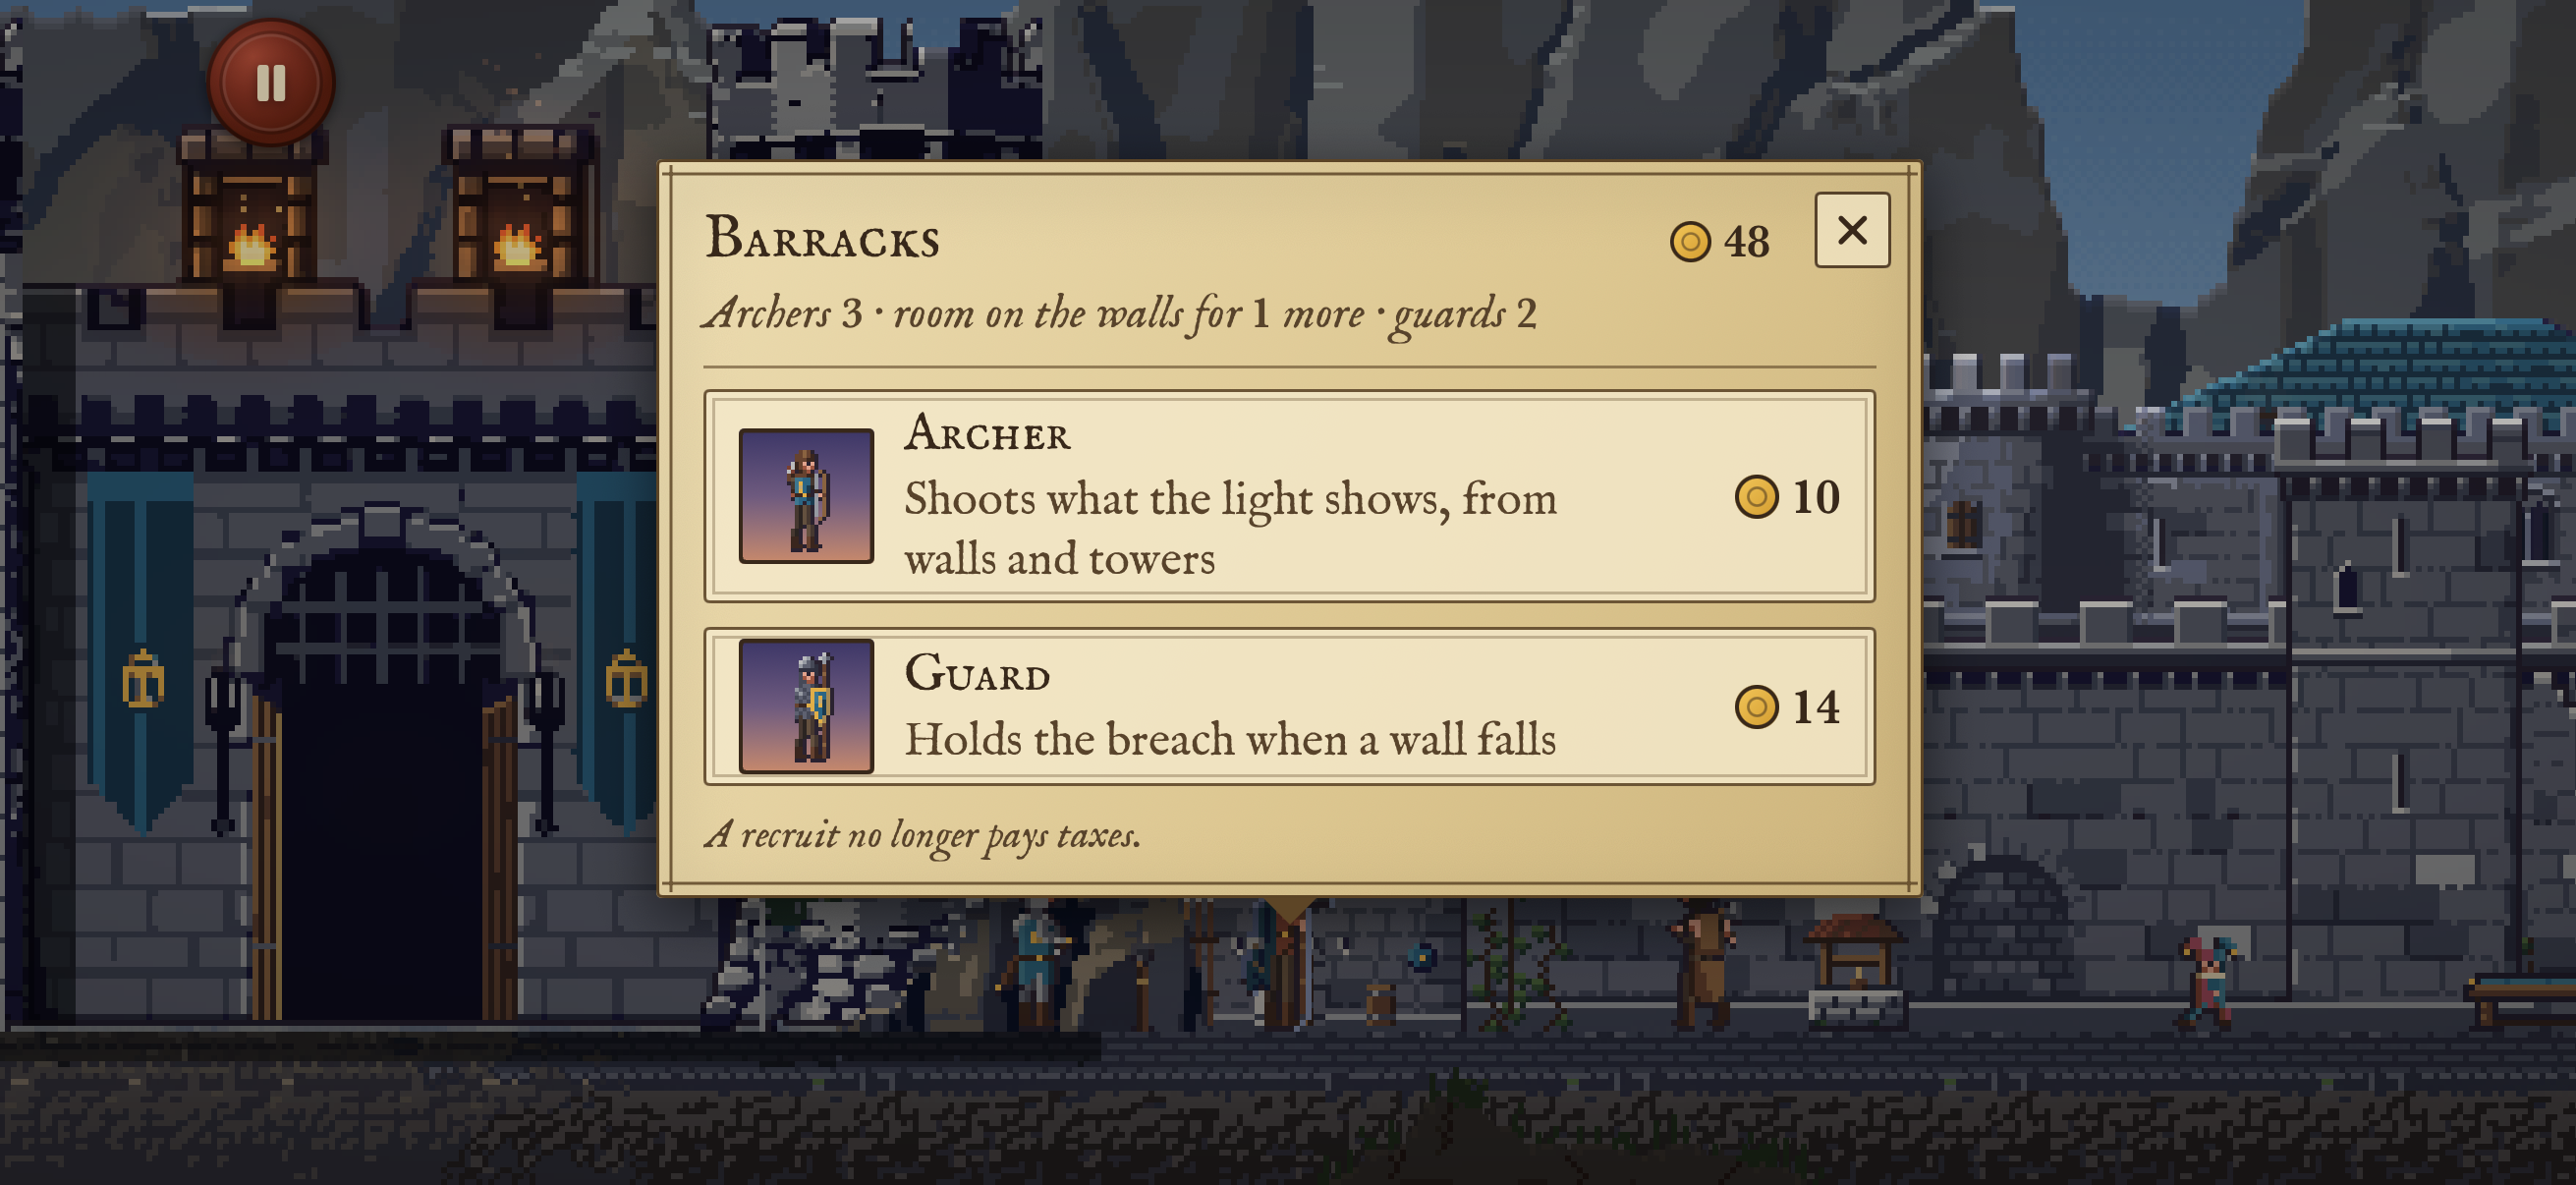 Barracks
48
Archers 3 · room on the walls for 1 more · guards 2
Archer
Shoots what the light shows, from
walls and towers
10
Guard
Holds the breach when a wall falls
14
A recruit no longer pays taxes.